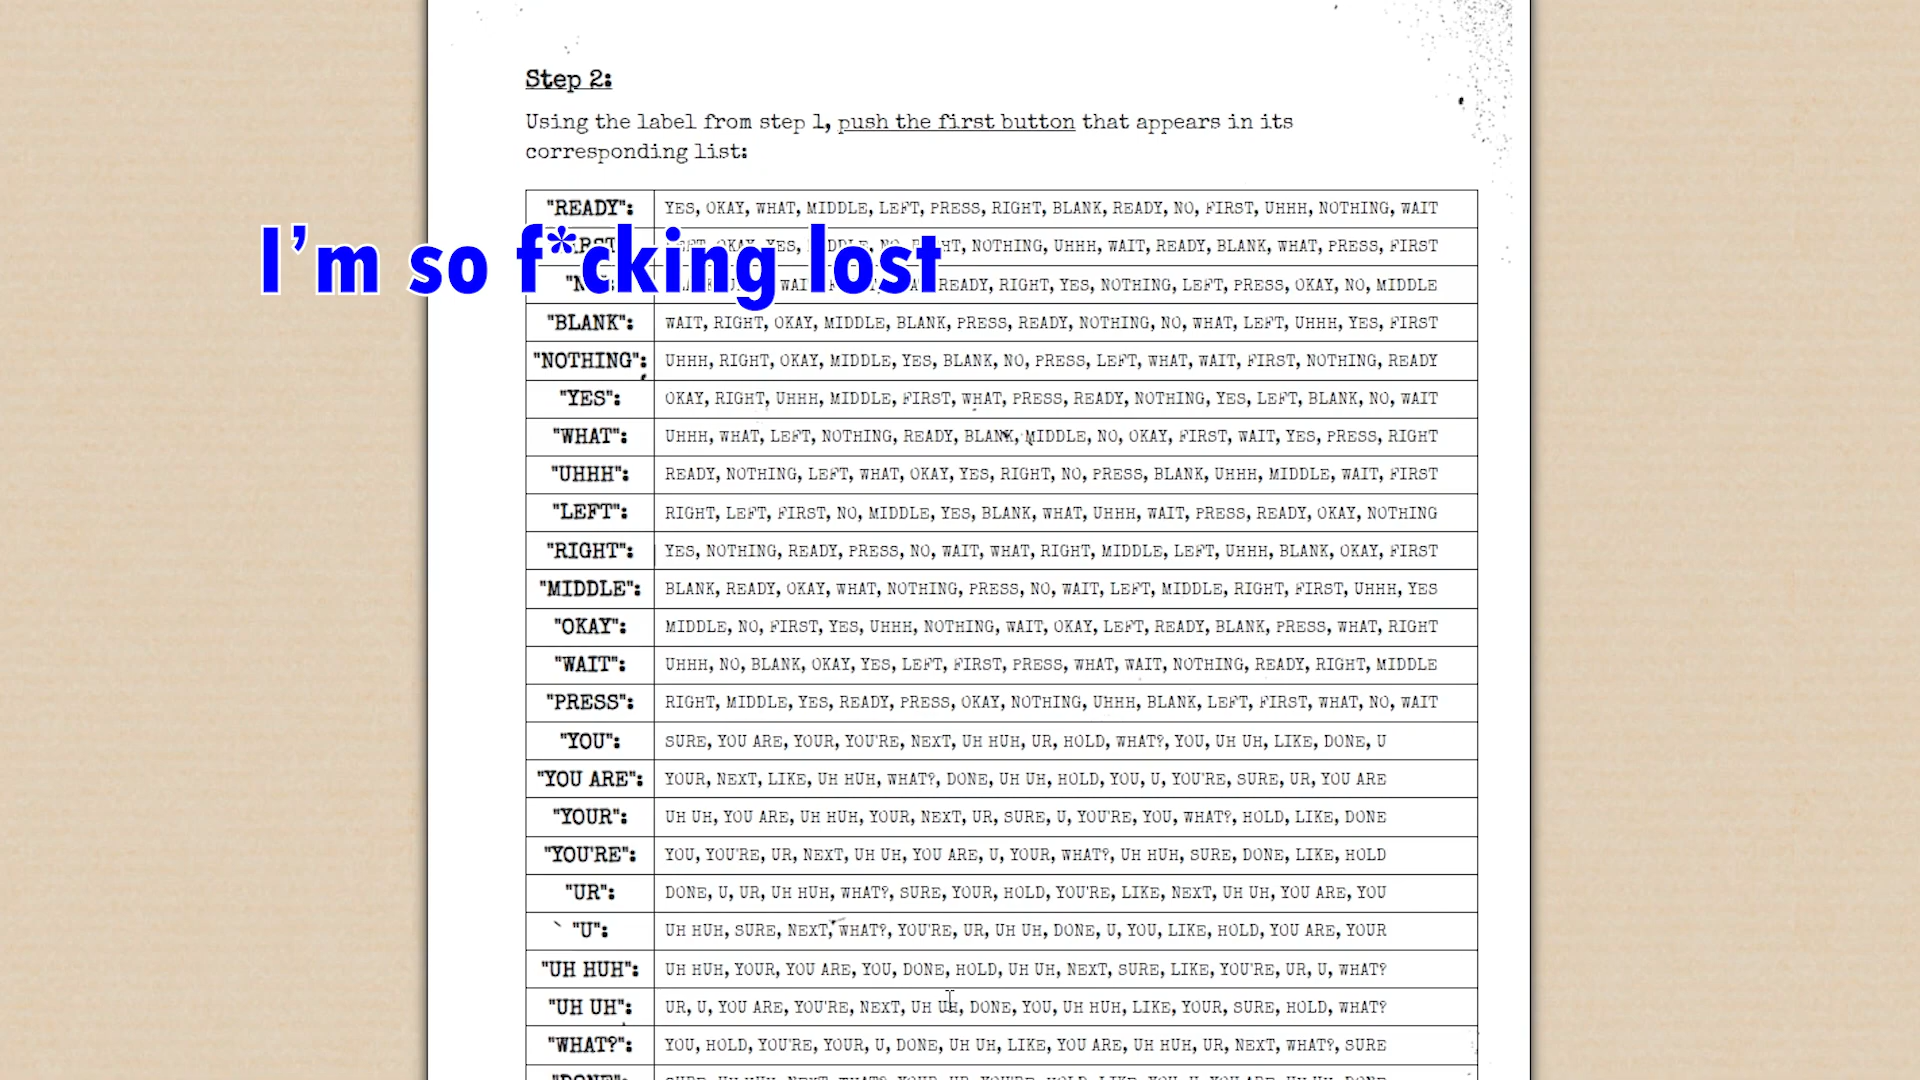 Step 2:
Using the label from step 1, push the first button that appears in its
corresponding list:
"READY": YES, OKAY, WHAT, MIDDLE, LEFT, PRESS, RIGHT, BLANK, READY, NO, FIRST, UHHH, NOTHING, WAIT
I'm so f*cking lost
OKAY, YES, NOTHING, UHHH, WAIT, READY, BLANK, WHAT, PRESS, FIRST
READY, RIGHT, YES, NOTHING, LEFT, PRESS, OKAY, NO, MIDDLE
"BLANK": WAIT, RIGHT, OKAY, MIDDLE, BLANK, PRESS, READY, NOTHING, NO, WHAT, LEFT, UHHH, YES, FIRST
"NOTHING": UHHH, RIGHT, OKAY, MIDDLE, YES, BLANK, NO, PRESS, LEFT, WHAT, WAIT, FIRST, NOTHING, READY
"YES": OKAY, RIGHT, UHHH, MIDDLE, FIRST, WHAT, PRESS, READY, NOTHING, YES, LEFT, BLANK, NO, WAIT
"WHAT": UHHH, WHAT, LEFT, NOTHING, READY, BLANK, MIDDLE, NO, OKAY, FIRST, WAIT, YES, PRESS, RIGHT
"UHHH": READY, NOTHING, LEFT, WHAT, OKAY, YES, RIGHT, NO, PRESS, BLANK, UHHH, MIDDLE, WAIT, FIRST
"LEFT": RIGHT, LEFT, FIRST, NO, MIDDLE, YES, BLANK, WHAT, UHHH, WAIT, PRESS, READY, OKAY, NOTHING
"RIGHT": YES, NOTHING, READY, PRESS, NO, WAIT, WHAT, RIGHT, MIDDLE, LEFT, UHHH, BLANK, OKAY, FIRST
"MIDDLE": BLANK, READY, OKAY, WHAT, NOTHING, PRESS, NO, WAIT, LEFT, MIDDLE, RIGHT, FIRST, UHHH, YES
"OKAY": MIDDLE, NO, FIRST, YES, UHHH, NOTHING, WAIT, OKAY, LEFT, READY, BLANK, PRESS, WHAT, RIGHT
"WAIT": UHHH, NO, BLANK, OKAY, YES, LEFT, FIRST, PRESS, WHAT, WAIT, NOTHING, READY, RIGHT, MIDDLE
"PRESS": RIGHT, MIDDLE, YES, READY, PRESS, OKAY, NOTHING, UHHH, BLANK, LEFT, FIRST, WHAT, NO, WAIT
"YOU": SURE, YOU ARE, YOUR, YOU'RE, NEXT, UH HUH, UR, HOLD, WHAT?, YOU, UH UH, LIKE, DONE, U
"YOU ARE": YOUR, NEXT, LIKE, UH HUH, WHAT?, DONE, UH UH, HOLD, YOU, U, YOU'RE, SURE, UR, YOU ARE
"YOUR": UH UH, YOU ARE, UH HUH, YOUR, NEXT, UR, SURE, U, YOU'RE, YOU, WHAT?, HOLD, LIKE, DONE
"YOU'RE": YOU, YOU'RE, UR, NEXT, UH UH, YOU ARE, U, YOUR, WHAT?, UH HUH, SURE, DONE, LIKE, HOLD
"UR": DONE, U, UR, UH HUH, WHAT?, SURE, YOUR, HOLD, YOU'RE, LIKE, NEXT, UH UH, YOU ARE, YOU
"U": UH HUH, SURE, NEXT, WHAT?, YOU'RE, UR, UH UH, DONE, U, YOU, LIKE, HOLD, YOU ARE, YOUR
"UH HUH": UH HUH, YOUR, YOU ARE, YOU, DONE, HOLD, UH UH, NEXT, SURE, LIKE, YOU'RE, UR, U, WHAT?
"UH UH": UR, U, YOU ARE, YOU'RE, NEXT, UH UH, DONE, YOU, UH HUH, LIKE, YOUR, SURE, HOLD, WHAT?
"WHAT?": YOU, HOLD, YOU'RE, YOUR, U, DONE, UH UH, LIKE, YOU ARE, UH HUH, UR, NEXT, WHAT?, SURE